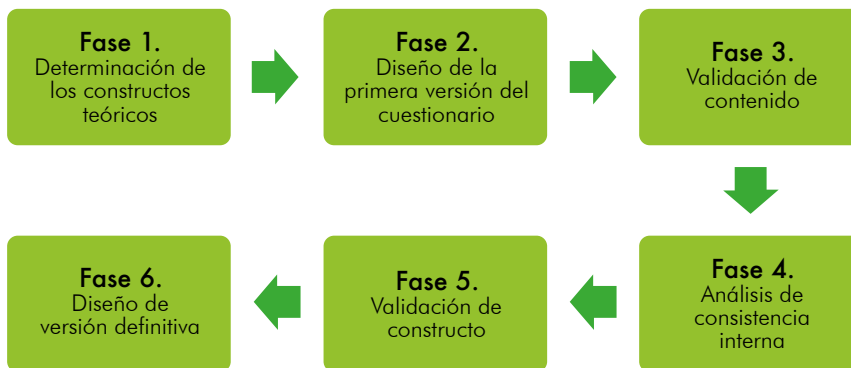 Fase 1.
Determinación de
los constructos
teóricos
Fase 2.
Diseño de la
primera versión del
cuestionario
Fase 3.
Validación de
contenido
Fase 4.
Análisis de
consistencia
interna
Fase 5.
Validación de
constructo
Fase 6.
Diseño de
versión definitiva